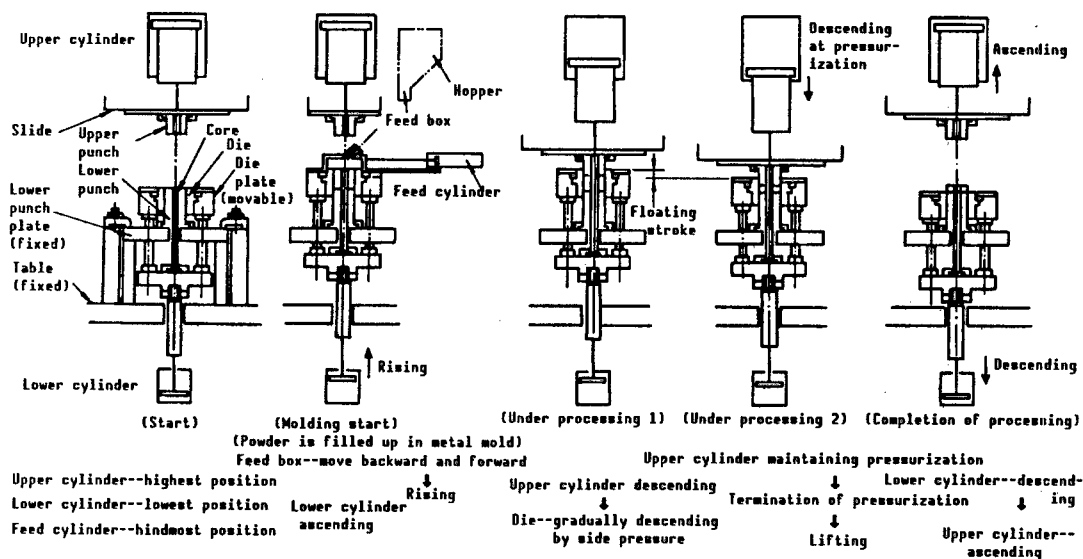 Upper cylinder
Descending
at pressur-
ization
Ascending
Hopper
Feed box
Slide
Upper
punch
Core
Die
Die
plate
(movable)
Lower
punch
Feed cylinder
Lower
punch
plate
(fixed)
Floating
stroke
Table
(fixed)
Rising
Descending
Lower cylinder
(Start)
(Molding start)
(Under processing 1)
(Under processing 2)
(Completion of processing)
(Powder is filled up in metal mold)
Feed box--move backward and forward
Rising
Lower cylinder
ascending
Upper cylinder--highest position
Lower cylinder--lowest position
Feed cylinder--hindmost position
Upper cylinder descending
Die--gradually descending
by side pressure
Upper cylinder maintaining pressurization
Termination of pressurization
Lifting
Lower cylinder--descend-
ing
Upper cylinder--
ascending